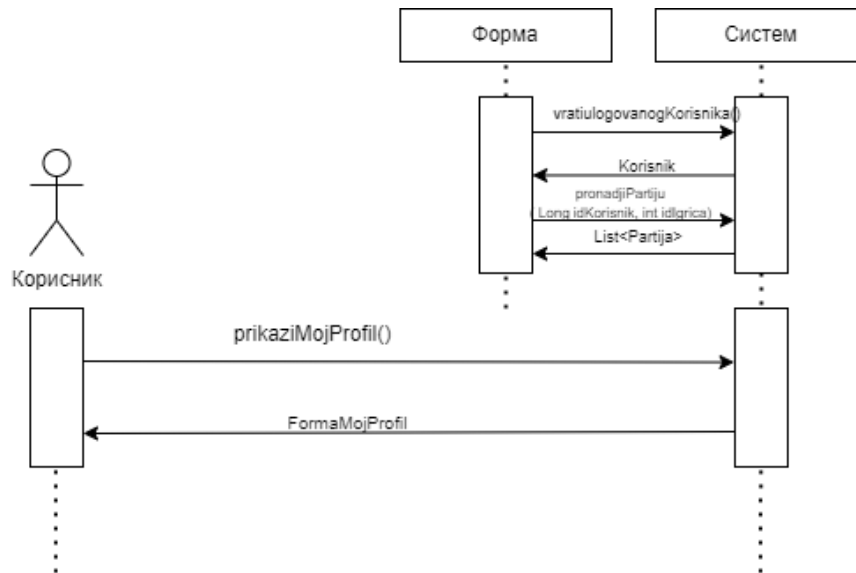 Форма
Систем
vratiulogovanogKorisnika()
Korisnik
pronadjiPartiju
( Long idKorisnik, int idIgrica)
List<Partija>
Корисник
prikaziMojProfil()
FormaMojProfil